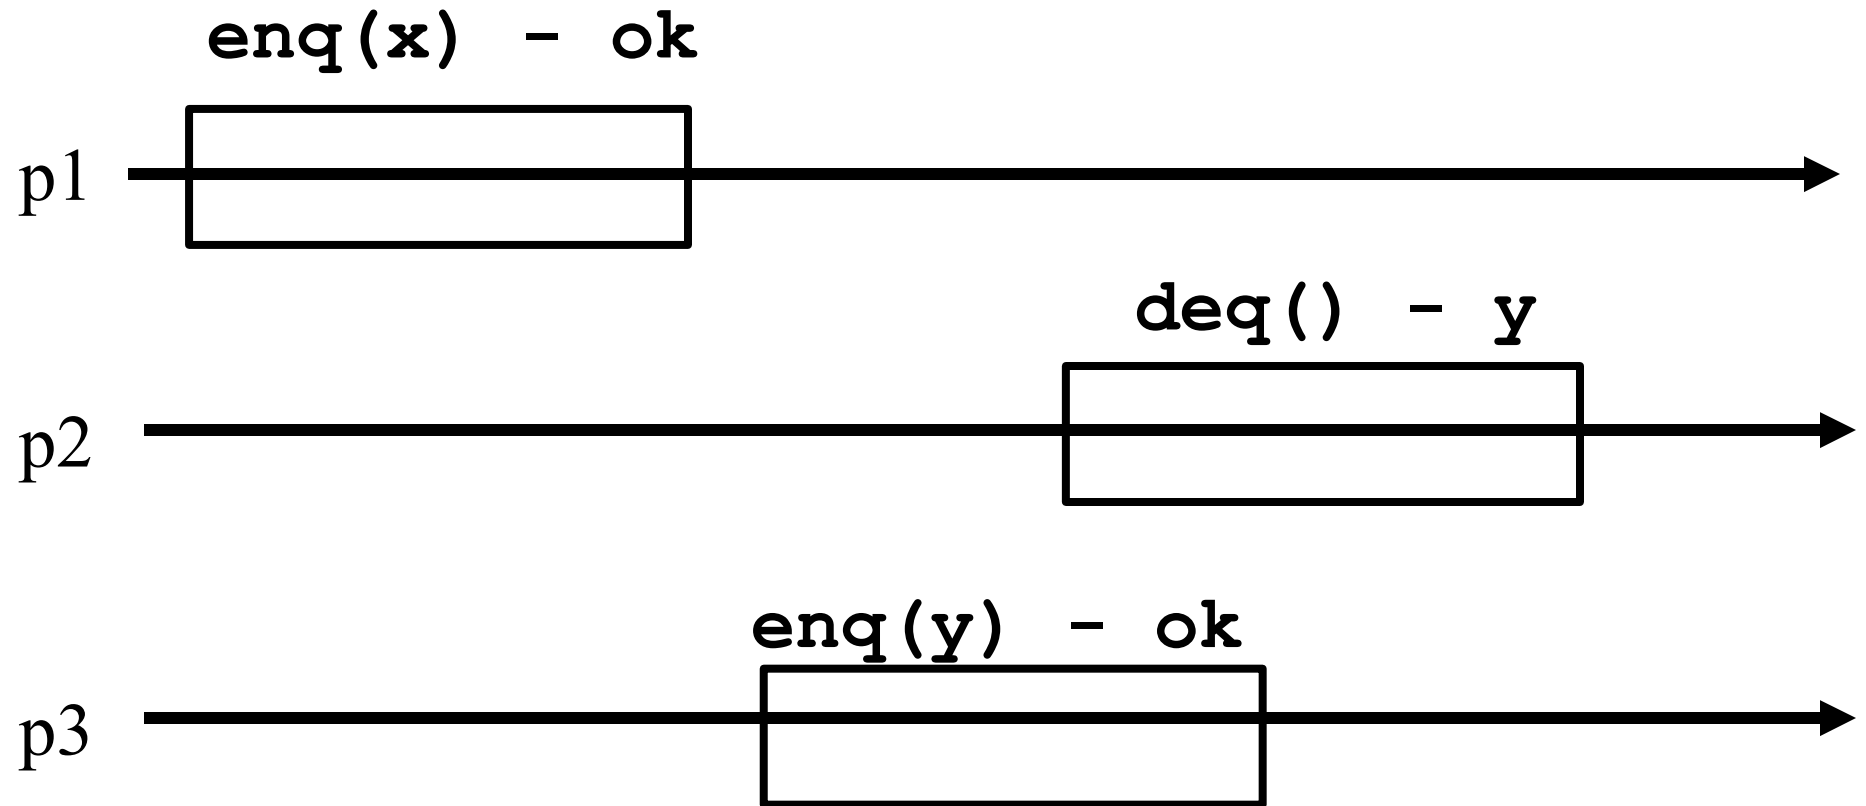 enq(x) - ok
p1
deq() - y
p2
enq(y) - ok
p3